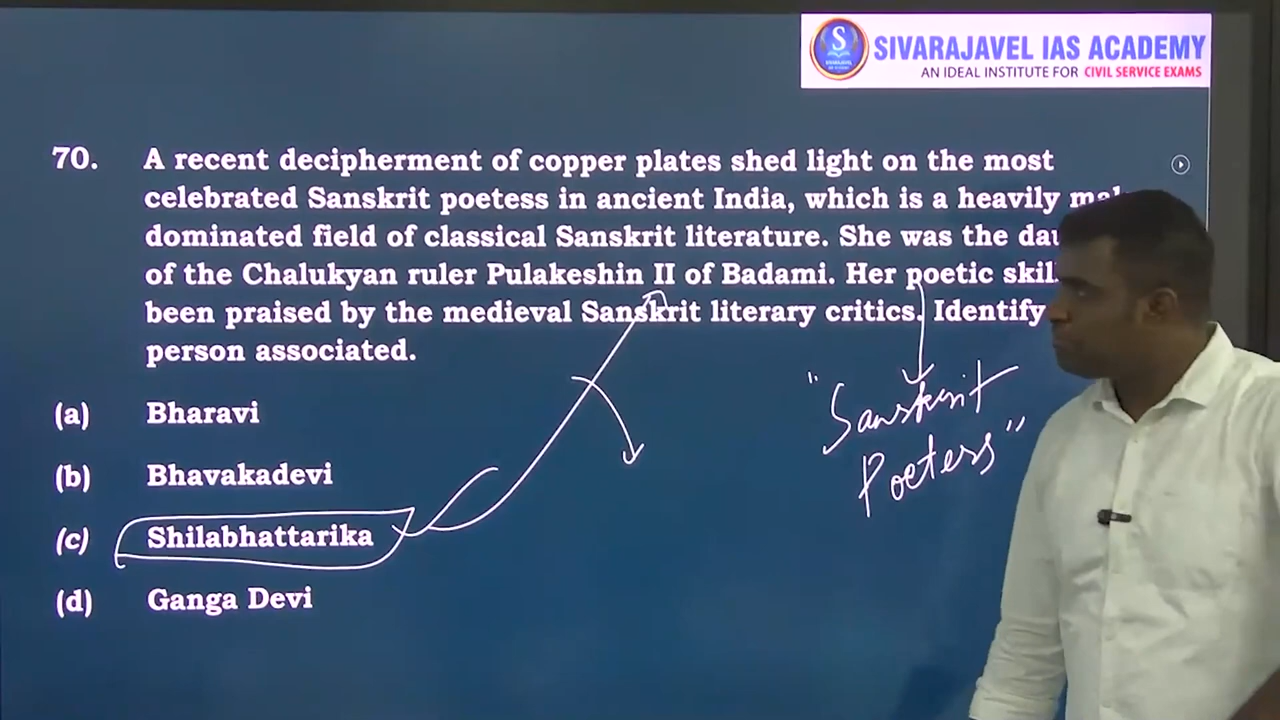 SIVARAJAVEL IAS ACADEMY
AN IDEAL INSTITUTE FOR CIVIL SERVICE EXAMS
70. A recent decipherment of copper plates shed light on the most
celebrated Sanskrit poetess in ancient India, which is a heavily
dominated field of classical Sanskrit literature. She was the
of the Chalukyan ruler Pulakeshin II of Badami. Her poetic
been praised by the medieval Sanskrit literary critics. Identify
person associated.
(a) Bharavi
(b) Bhavakadevi
(c) Shilabhattarika
(d) Ganga Devi
"Sanskrit
Poeters"